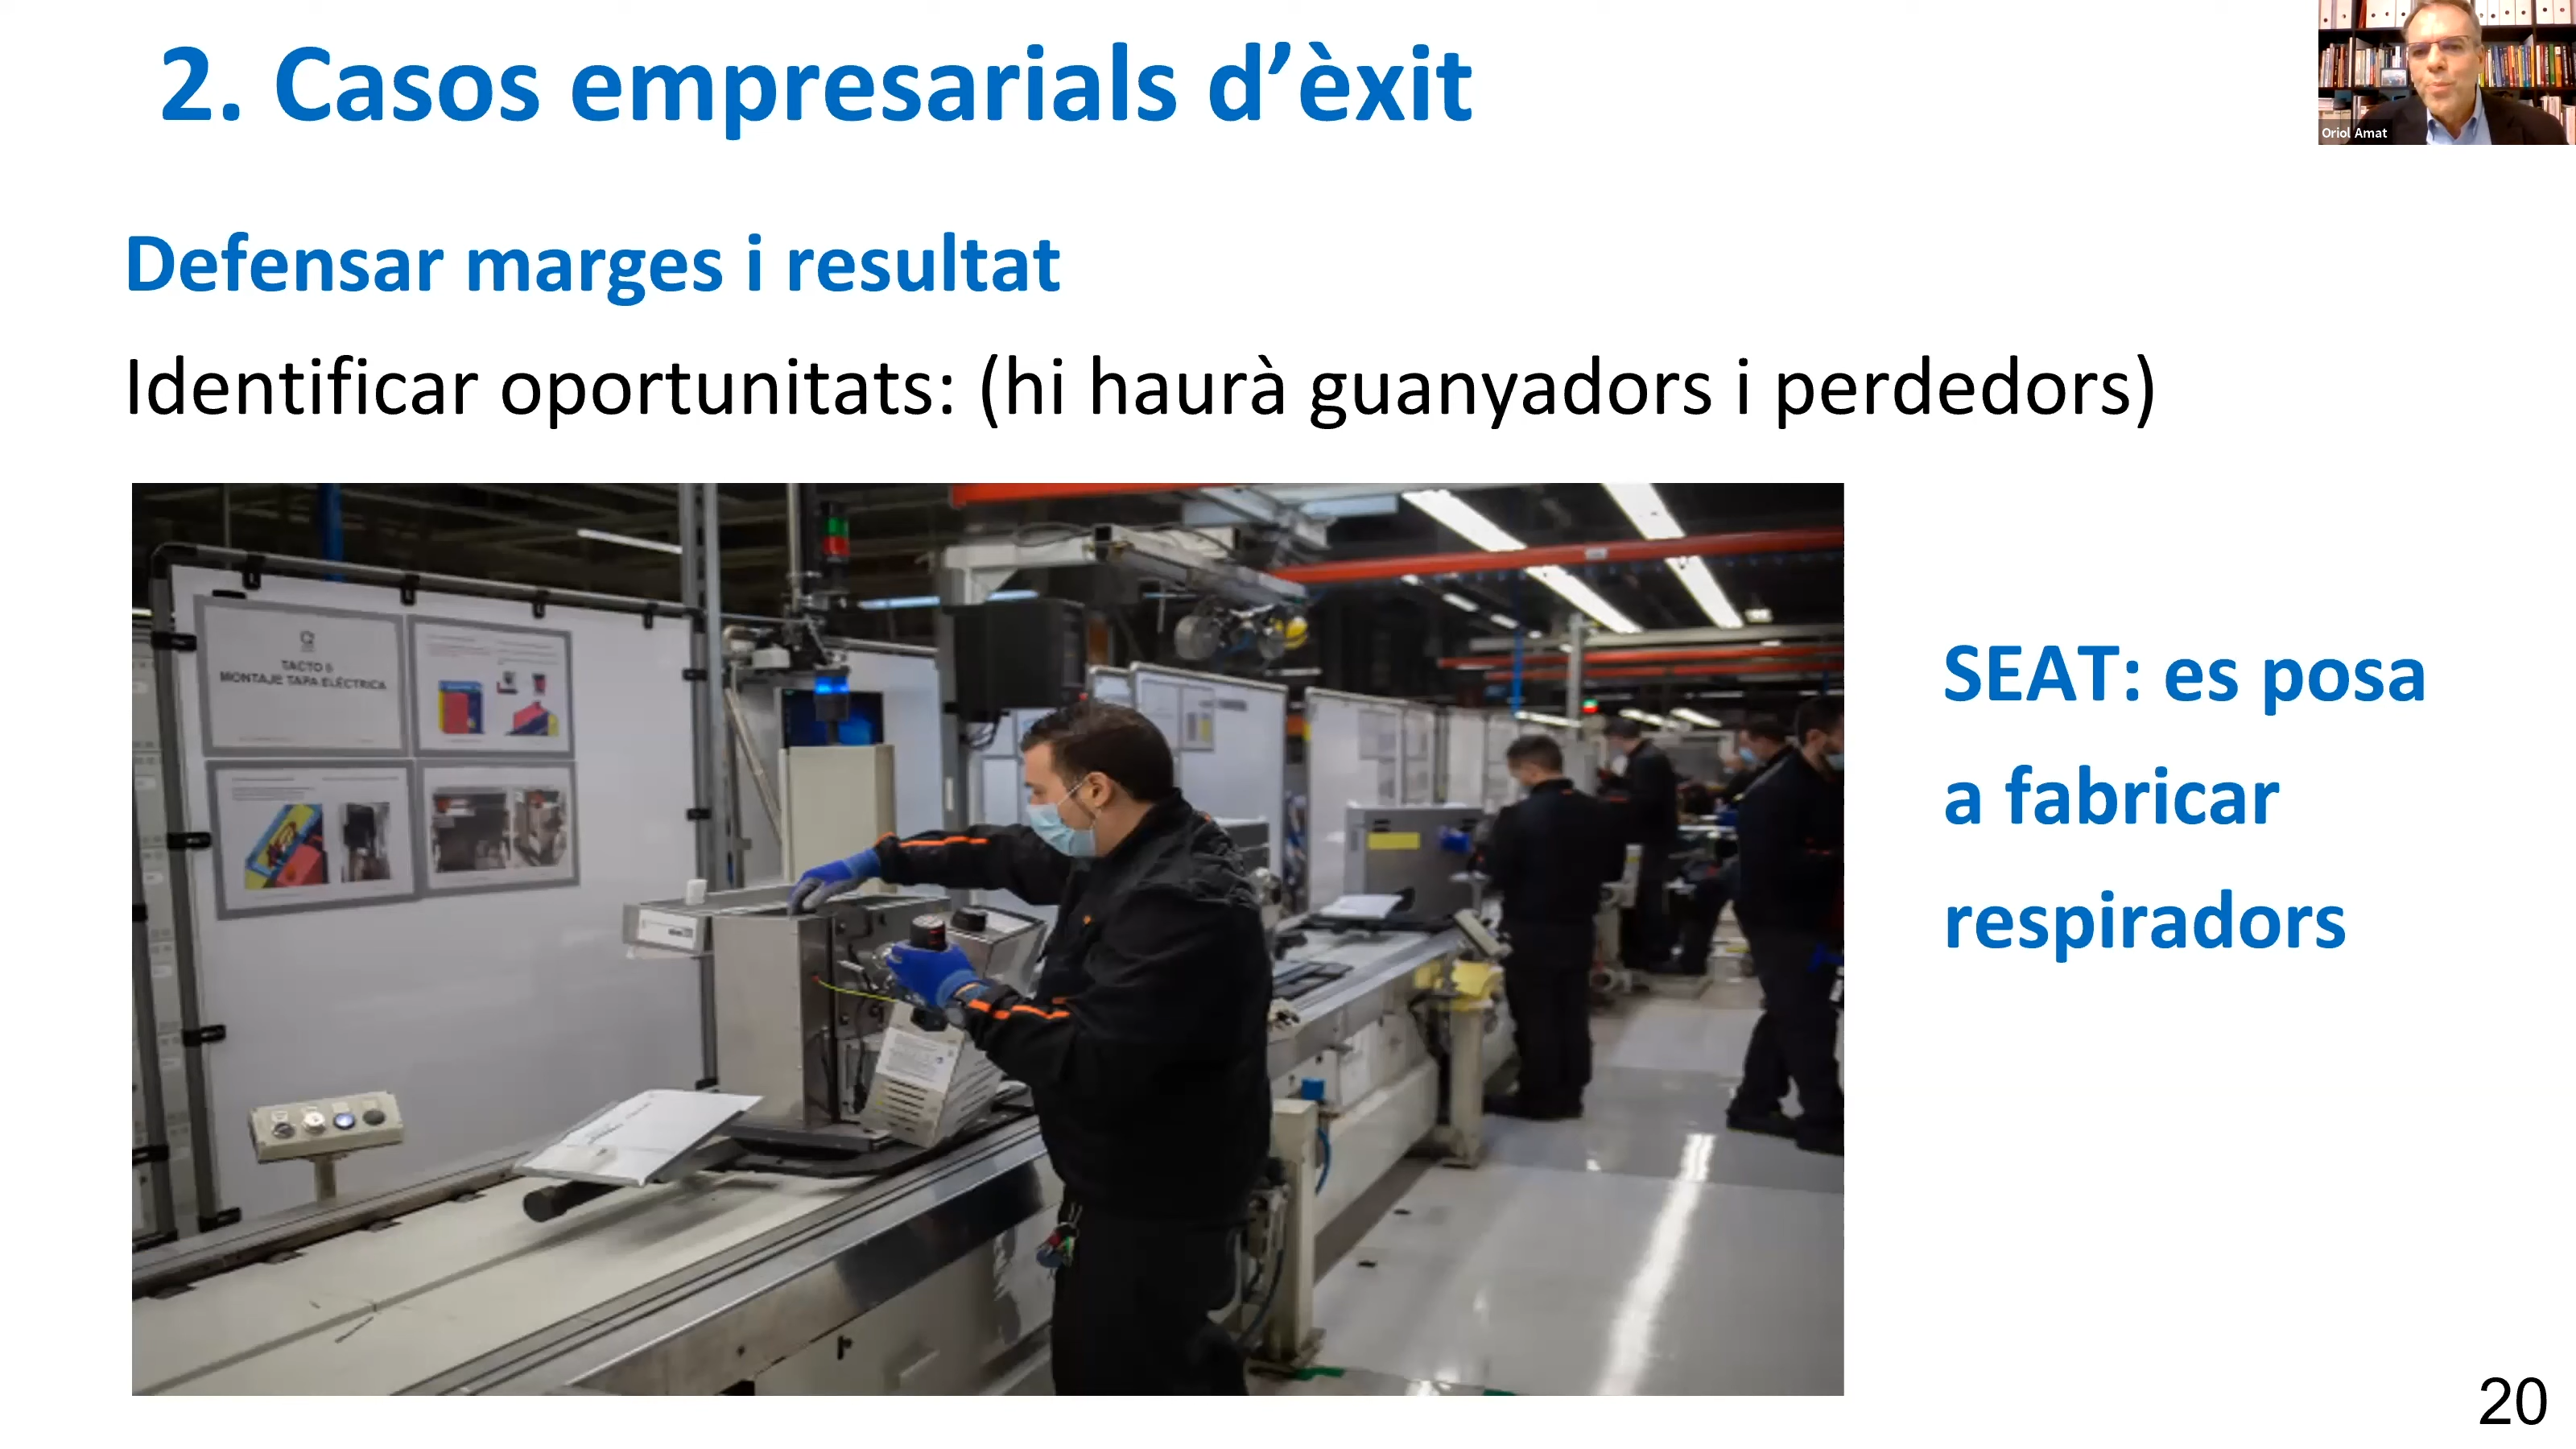 2. Casos empresarials d’èxit
Oriol Amat
Defensar marges i resultat
Identificar oportunitats: (hi haurà guanyadors i perdedors)
TACTO 5
MONTAJE TAPA ELÉCTRICA
SEAT: es posa
a fabricar
respiradors
20